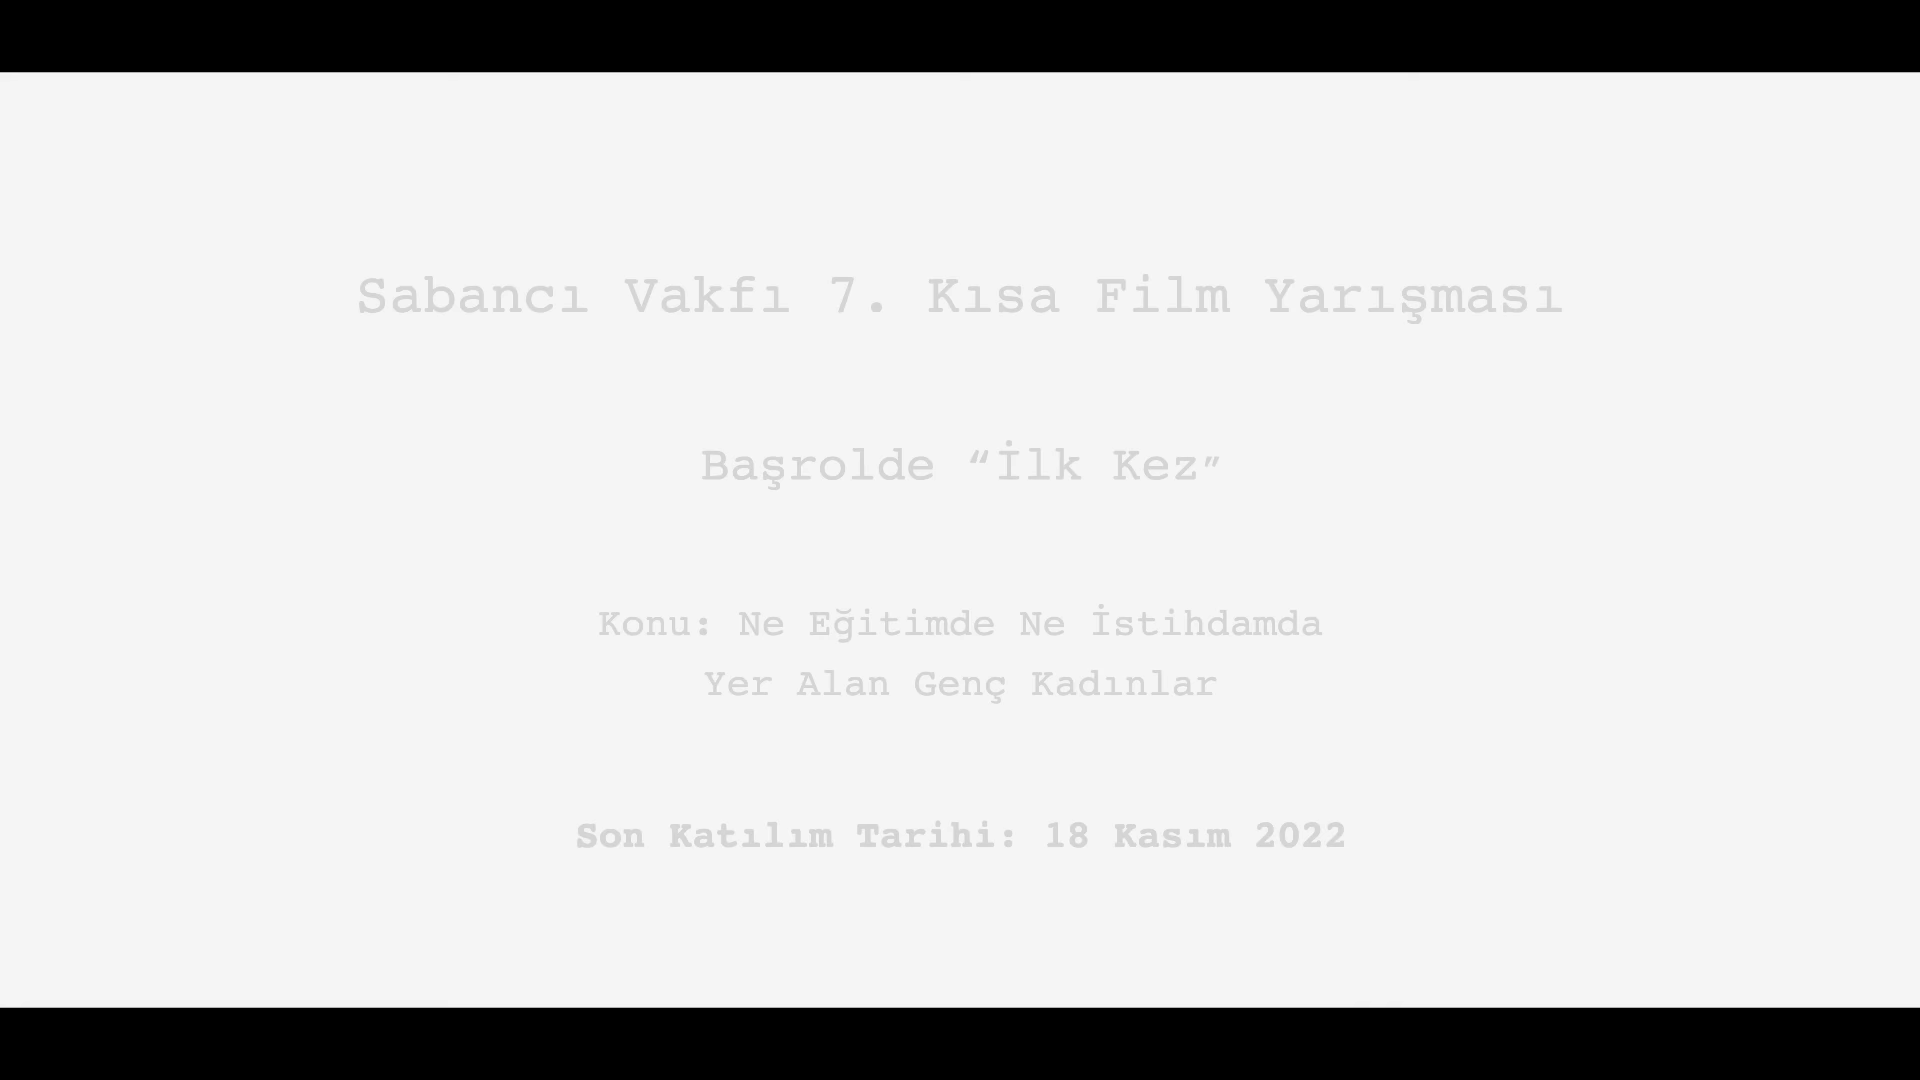 Sabancı Vakfı 7. Kısa Film Yarışması
Başrolde “İlk Kez”
Konu: Ne Eğitimde Ne İstihdamda
Yer Alan Genç Kadınlar
Son Katılım Tarihi: 18 Kasım 2022